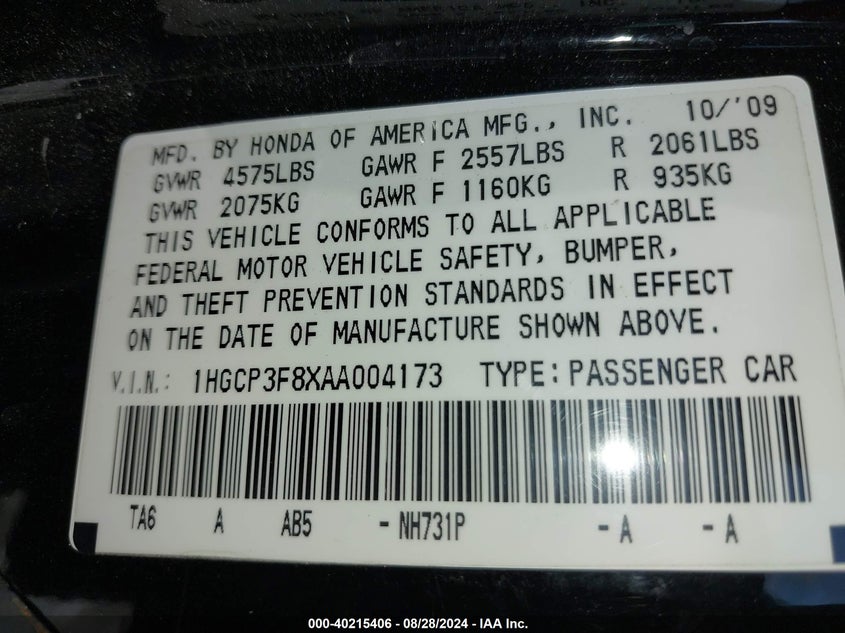 MFD. BY HONDA OF AMERICA MFG., INC. 10/'09
GVWR 4575LBS GAWR F 2557LBS R 2061LBS
GVWR 2075KG GAWR F 1160KG R 935KG
THIS VEHICLE CONFORMS TO ALL APPLICABLE
FEDERAL MOTOR VEHICLE SAFETY, BUMPER,
AND THEFT PREVENTION STANDARDS IN EFFECT
ON THE DATE OF MANUFACTURE SHOWN ABOVE.
V.I.N.: 1HGCP3F8XAA004173 TYPE: PASSENGER CAR
TA6 A AB5 - NH731P - A - A
000-40215406 / 08/28/2024 - IAA Inc.